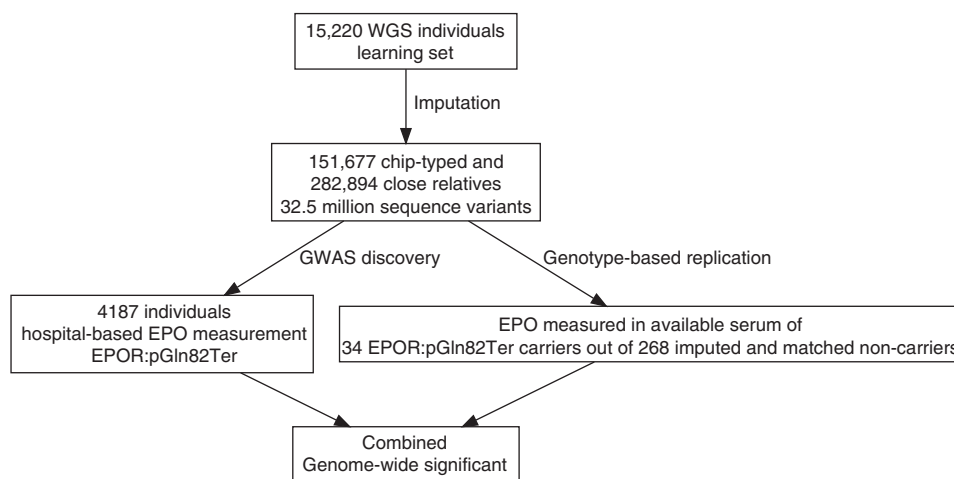 15,220 WGS individuals
learning set
Imputation
151,677 chip-typed and
282,894 close relatives
32.5 million sequence variants
GWAS discovery
Genotype-based replication
4187 individuals
hospital-based EPO measurement
EPOR:pGln82Ter
EPO measured in available serum of
34 EPOR:pGln82Ter carriers out of 268 imputed and matched non-carriers
Combined
Genome-wide significant